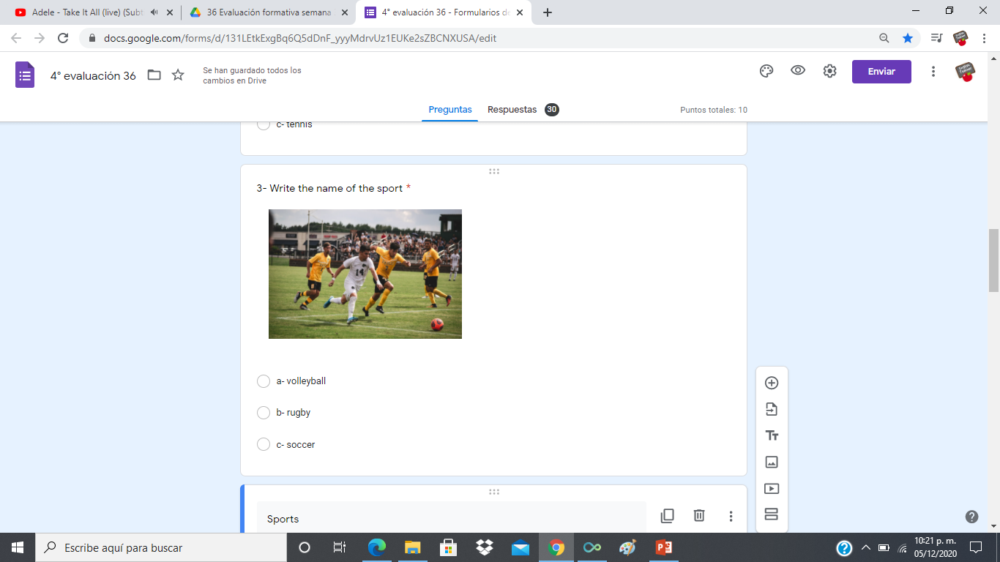 Adele - Take It All (live) (Subt
36 Evaluación formativa semana
4° evaluación 36 - Formularios de
docs.google.com/forms/d/131LEtkExgBq6Q5dDnF_yyyMdrvUz1EUKe2sZBCNXUSA/edit
4° evaluación 36
Se han guardado todos los
cambios en Drive
Enviar
Preguntas
Respuestas 30
Puntos totales: 10
c- tennis
3- Write the name of the sport *
14
a- volleyball
b- rugby
c- soccer
Sports
Escribe aquí para buscar
10:21 p. m.
05/12/2020